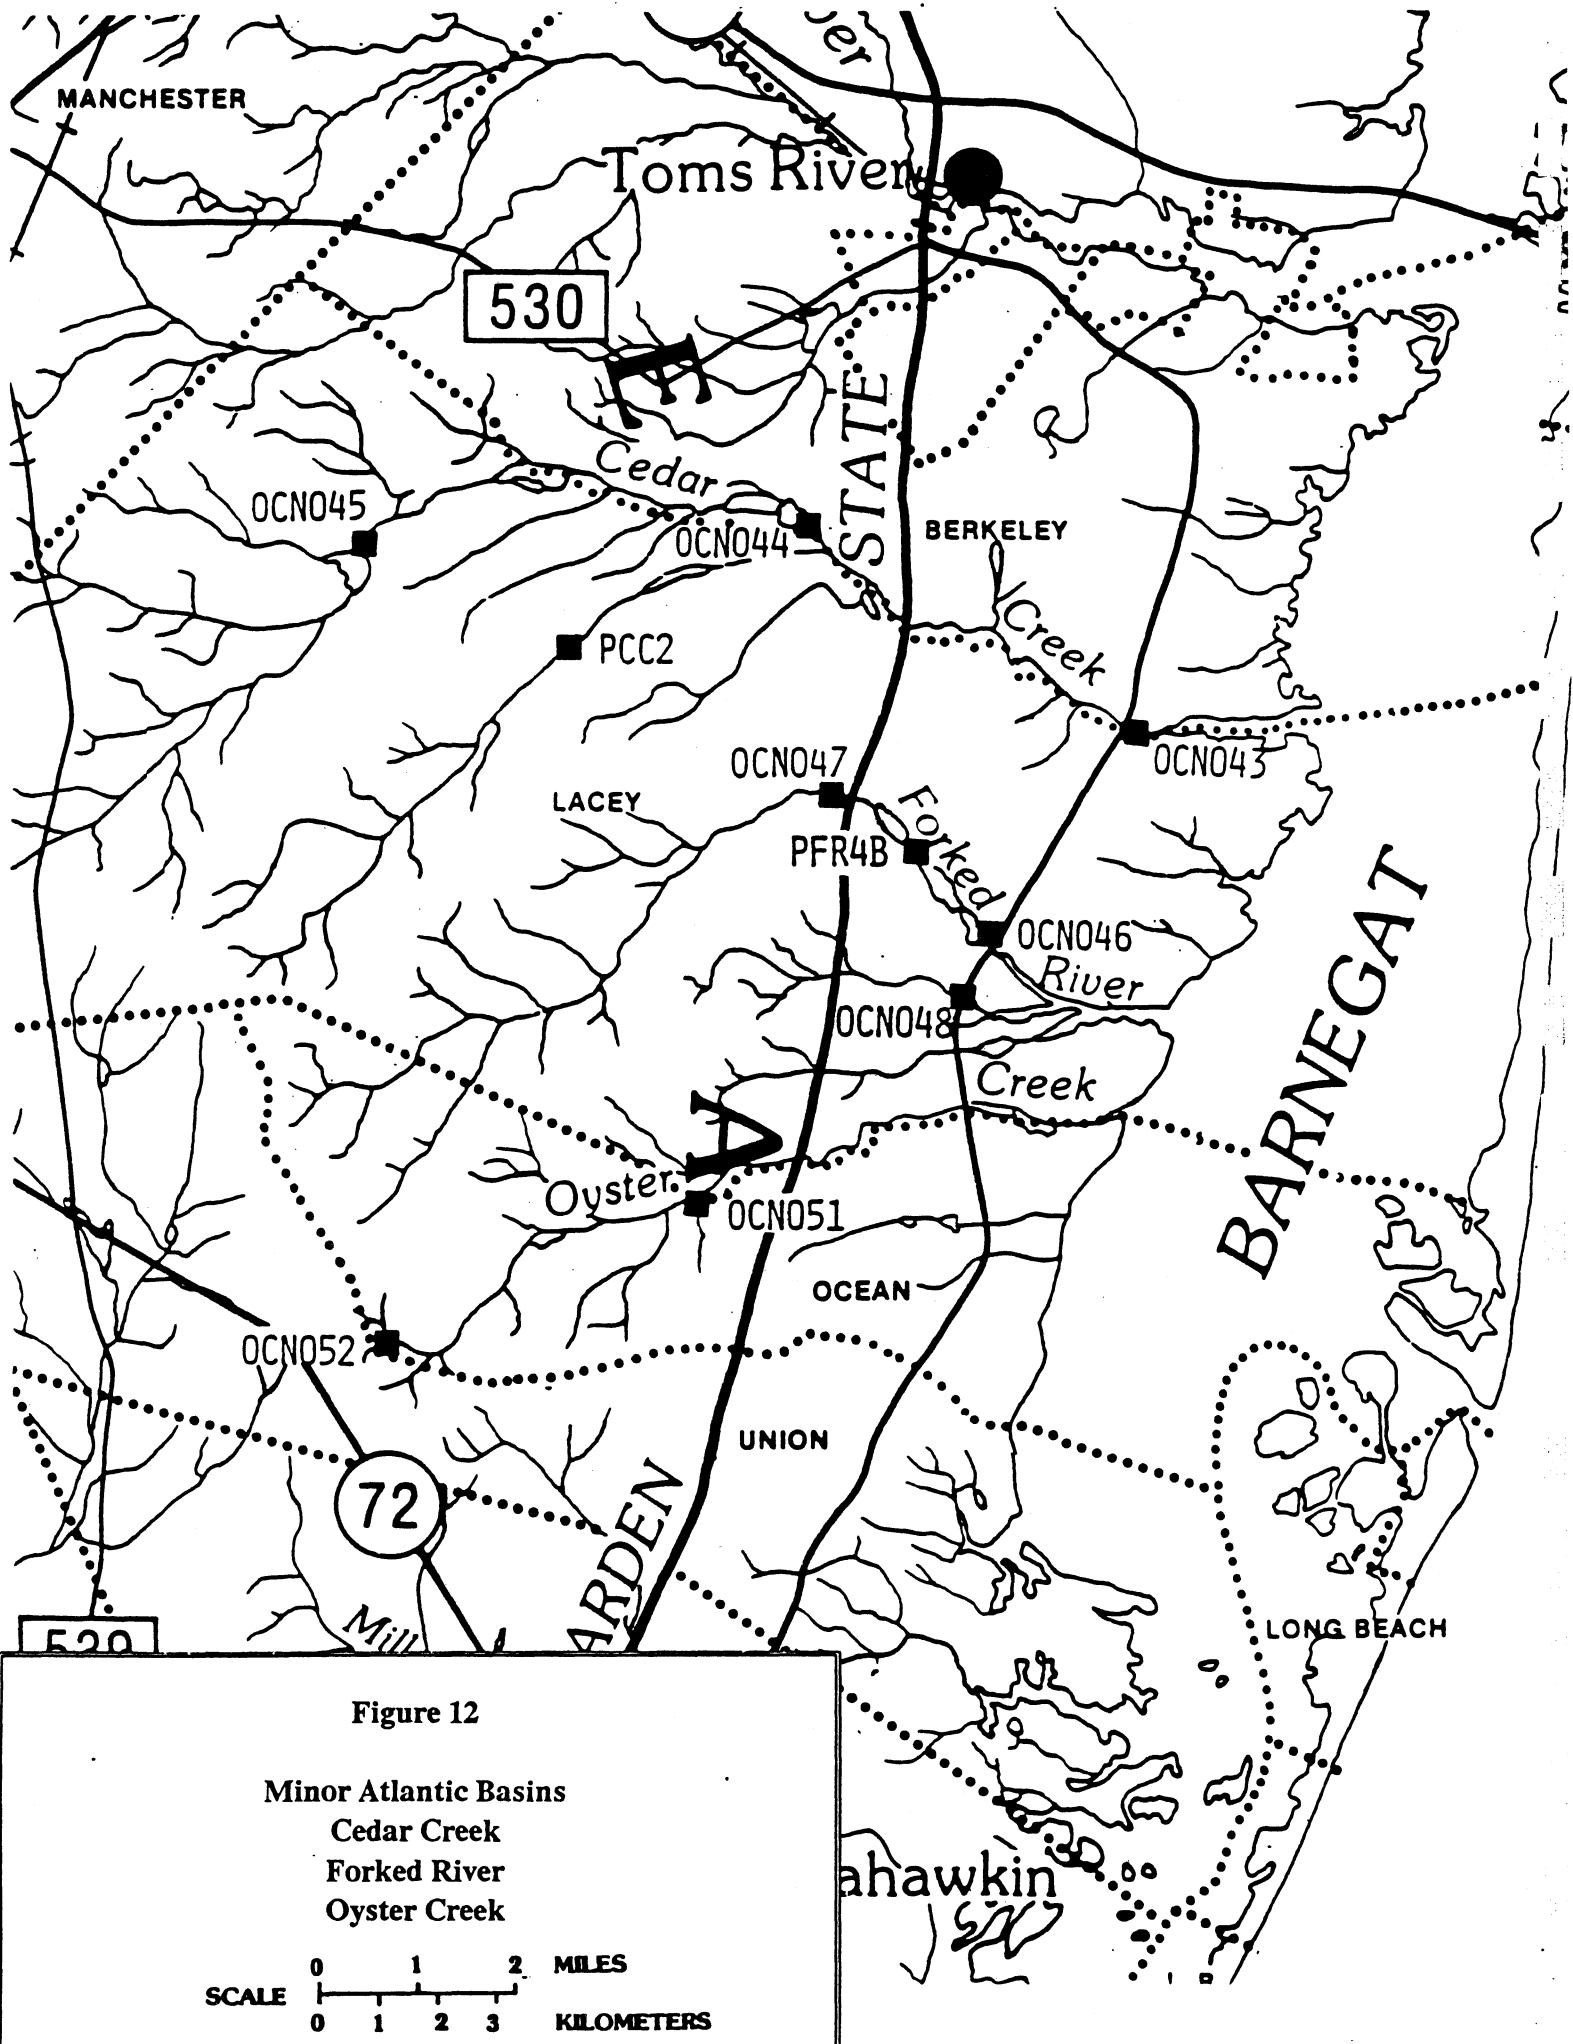 MANCHESTER
Toms River
530
STATE
Cedar
OCN045
OCN044
BERKELEY
Creek
PCC2
OCN047
OCN043
LACEY
Forked
PFR4B
OCN046
River
OCN048
BARNEGAT
Creek
A
Oyster
OCN051
OCEAN
OCN052
UNION
72
ARDEN
LONG BEACH
Mill
Figure 12
Minor Atlantic Basins
Cedar Creek
Forked River
Oyster Creek
ahawkin
0 1 2 MILES
SCALE
0 1 2 3 KILOMETERS